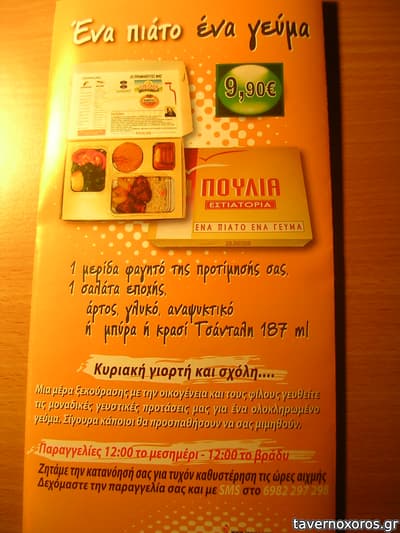 Ένα πιάτο ένα γεύμα
9,90€
ΠΟΥΛΙΑ
ΕΣΤΙΑΤΟΡΙΑ
ΕΝΑ ΠΙΑΤΟ ΕΝΑ ΓΕΥΜΑ
1 μερίδα φαγητό της προτίμησής σας,
1 σαλάτα εποχής,
άρτος, γλυκό, αναψυκτικό
ή μπύρα ή κρασί Τσάνταλη 187 ml
Κυριακή γιορτή και σχόλη....
Μια μέρα ξεκούρασης με την οικογένεια και τους φίλους γευθείτε
τις μοναδικές γευστικές προτάσεις μας για ένα ολοκληρωμένο
γεύμα. Σίγουρα κάποιοι θα προσπαθήσουν να σας μιμηθούν.
Παραγγελίες 12:00 το μεσημέρι - 12:00 το βράδυ
Ζητάμε την κατανόησή σας για τυχόν καθυστέρηση τις ώρες αιχμής
Δεχόμαστε την παραγγελία σας και με SMS στο 6982 297 298
tavernoxoros.gr